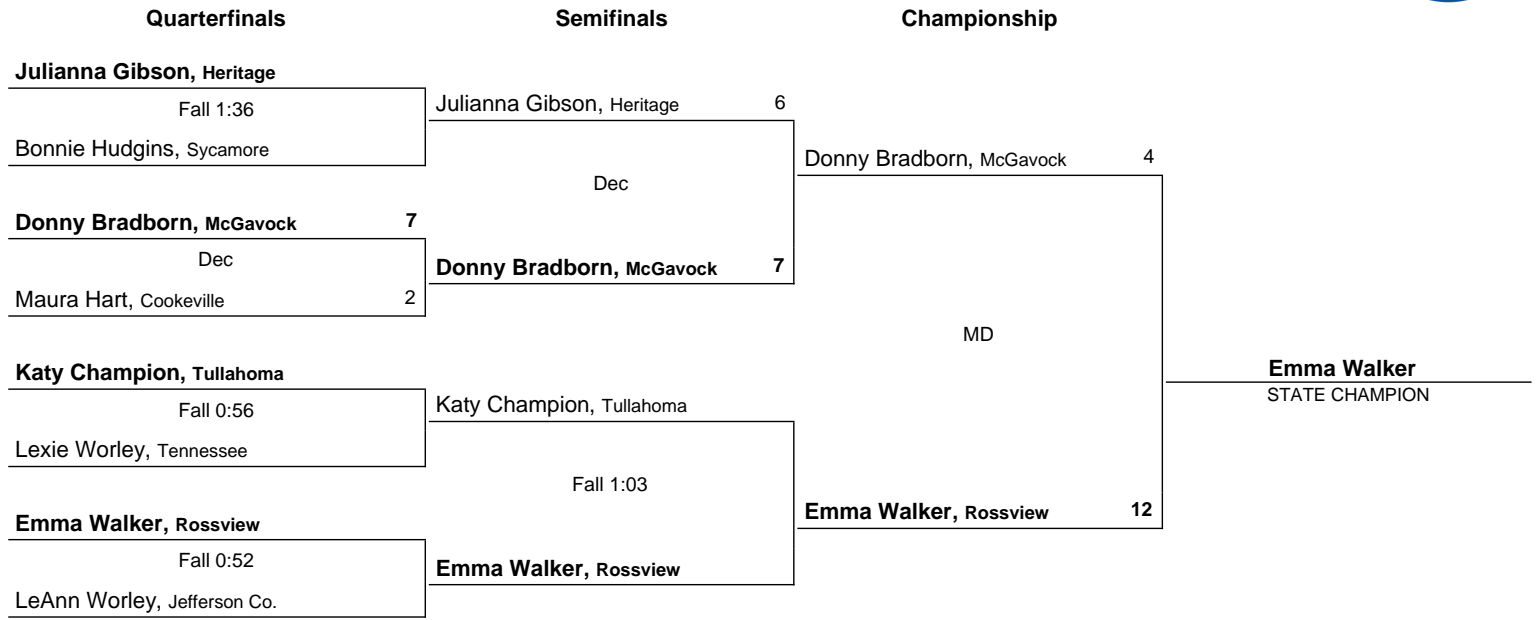 Quarterfinals Semifinals Championship
Julianna Gibson, Heritage
Fall 1:36
Bonnie Hudgins, Sycamore
Donny Bradborn, McGavock 7
Dec
Maura Hart, Cookeville 2
Katy Champion, Tullahoma
Fall 0:56
Lexie Worley, Tennessee
Emma Walker, Rossview
Fall 0:52
LeAnn Worley, Jefferson Co.
Julianna Gibson, Heritage 6
Dec
Donny Bradborn, McGavock 7
Katy Champion, Tullahoma
Fall 1:03
Emma Walker, Rossview
Donny Bradborn, McGavock 4
MD
Emma Walker, Rossview 12
Emma Walker
STATE CHAMPION